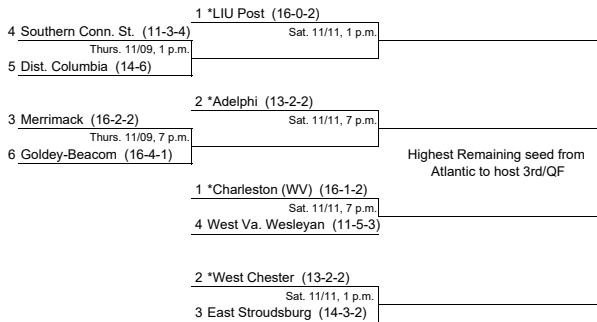 1 *LIU Post (16-0-2)
4 Southern Conn. St. (11-3-4)
Sat. 11/11, 1 p.m.
Thurs. 11/09, 1 p.m.
5 Dist. Columbia (14-6)
2 *Adelphi (13-2-2)
3 Merrimack (16-2-2)
Sat. 11/11, 7 p.m.
Thurs. 11/09, 7 p.m.
6 Goldey-Beacom (16-4-1)
Highest Remaining seed from
Atlantic to host 3rd/QF
1 *Charleston (WV) (16-1-2)
Sat. 11/11, 7 p.m.
4 West Va. Wesleyan (11-5-3)
2 *West Chester (13-2-2)
Sat. 11/11, 1 p.m.
3 East Stroudsburg (14-3-2)